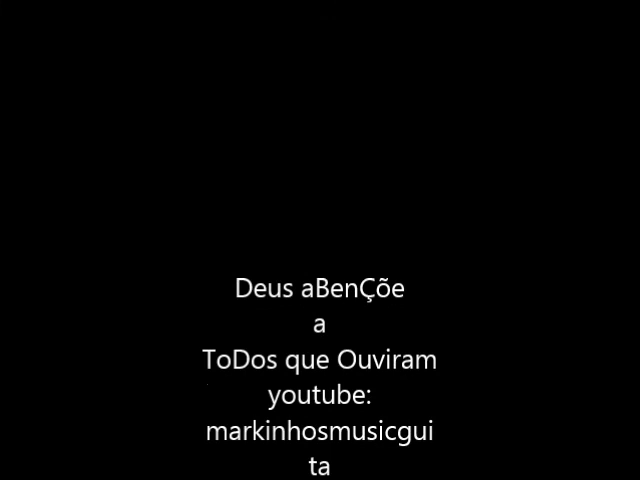 Deus aBenÇõe
a
ToDos que Ouviram
youtube:
markinhosmusicgui
ta